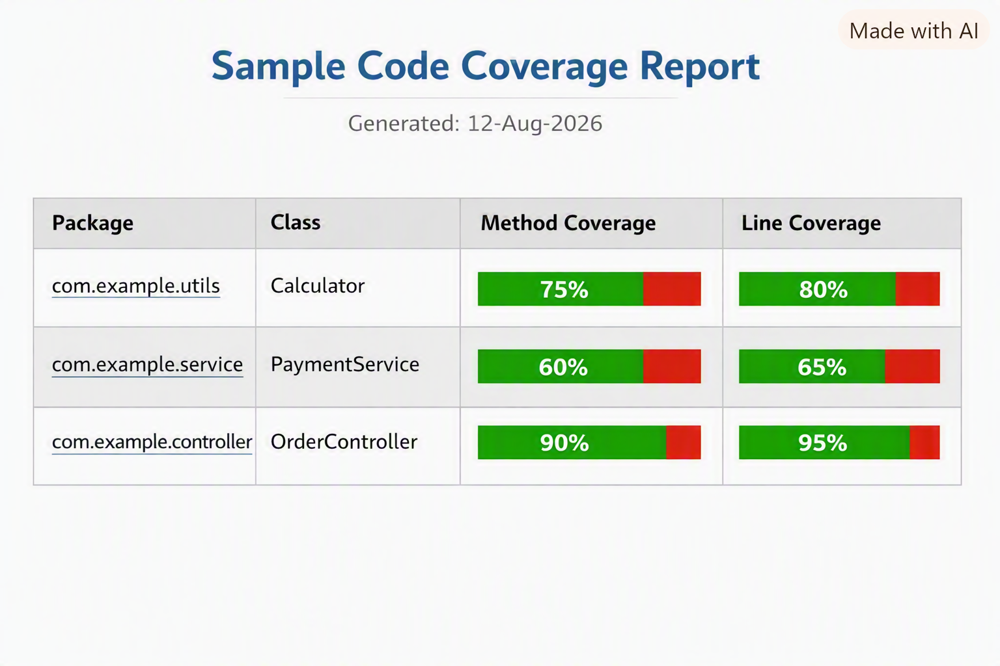 Made with AI
Sample Code Coverage Report
Generated: 12-Aug-2026
Package Class Method Coverage Line Coverage
com.example.utils Calculator 75% 80%
com.example.service PaymentService 60% 65%
com.example.controller OrderController 90% 95%